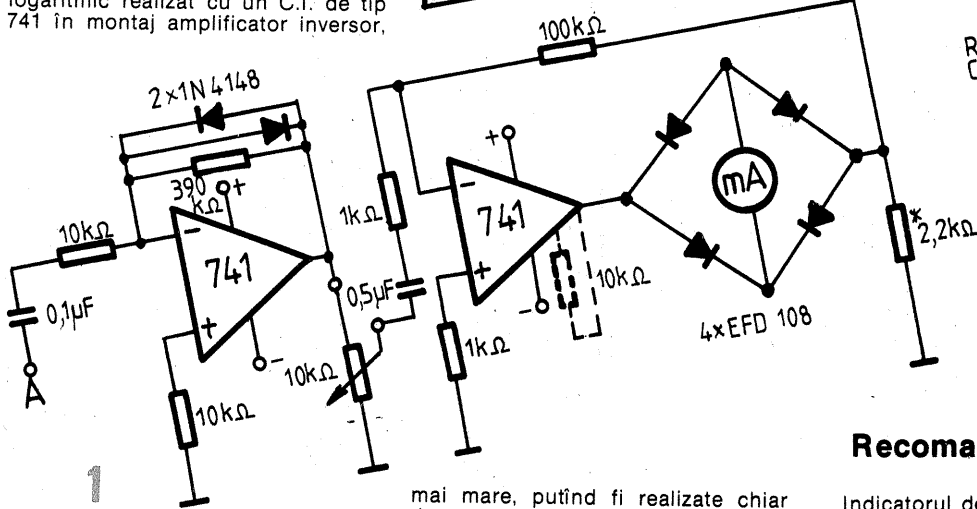 logaritmic realizat cu un C.I. de tip
741 în montaj amplificator inversor,
2×1N4148
390
kΩ
+
10kΩ
−
741
+
−
0,1µF
A
10kΩ
10kΩ
1
100kΩ
1kΩ
0,5µF
+
−
741
+
−
10kΩ
1kΩ
mA
4×EFD 108
*
2,2kΩ
R
Recoma
mai mare, putînd fi realizate chiar
Indicatorul de